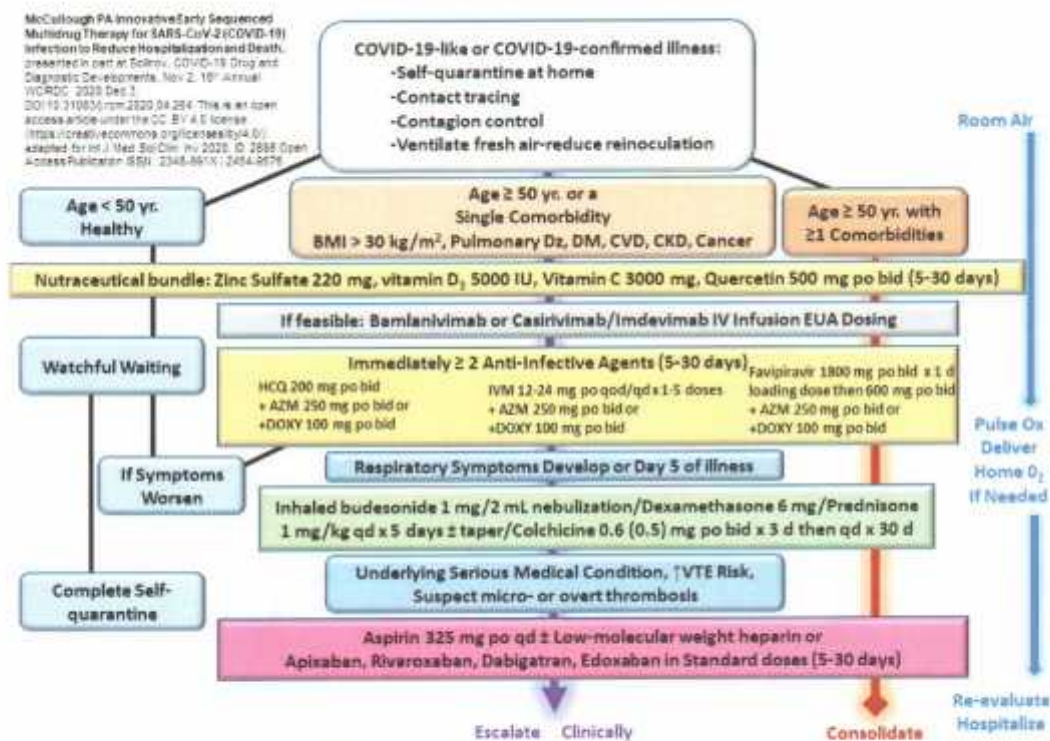 McCullough PA Innovative Early Sequenced
Multidrug Therapy for SARS-CoV-2 (COVID-19)
Infection to Reduce Hospitalization and Death,
presented in part at COVID-19 Drug and
Diagnostic Developments, Nov 2, Annual
2020 Dec
This is an open
access article under the CC BY 4.0 license
adapted for Int J Med Sci Clin Inv 2020, Open
Access Publication ISSN:
COVID-19-like or COVID-19-confirmed illness:
-Self-quarantine at home
-Contact tracing
-Contagion control
-Ventilate fresh air-reduce reinoculation
Room Air
Age < 50 yr.
Healthy
Age ≥ 50 yr. or a
Single Comorbidity
BMI > 30 kg/m², Pulmonary Dz, DM, CVD, CKD, Cancer
Age ≥ 50 yr. with
≥1 Comorbidities
Nutraceutical bundle: Zinc Sulfate 220 mg, vitamin D₃ 5000 IU, Vitamin C 3000 mg, Quercetin 500 mg po bid (5-30 days)
If feasible: Bamlanivimab or Casirivimab/Imdevimab IV Infusion EUA Dosing
Watchful Waiting
Immediately ≥ 2 Anti-Infective Agents (5-30 days)
HCQ 200 mg po bid
+ AZM 250 mg po bid or
+DOXY 100 mg po bid
IVM 12-24 mg po qod/qd x 1-5 doses
+ AZM 250 mg po bid or
+DOXY 100 mg po bid
Favipiravir 1800 mg po bid x 1 d
loading dose then 600 mg po bid
+ AZM 250 mg po bid or
+DOXY 100 mg po bid
Pulse Ox
Deliver
Home 0₂
If Needed
If Symptoms
Worsen
Respiratory Symptoms Develop or Day 5 of illness
Inhaled budesonide 1 mg/2 mL nebulization/Dexamethasone 6 mg/Prednisone
1 mg/kg qd x 5 days ± taper/Colchicine 0.6 (0.5) mg po bid x 3 d then qd x 30 d
Complete Self-
quarantine
Underlying Serious Medical Condition, ↑VTE Risk,
Suspect micro- or overt thrombosis
Aspirin 325 mg po qd ± Low-molecular weight heparin or
Apixaban, Rivaroxaban, Dabigatran, Edoxaban in Standard doses (5-30 days)
Re-evaluate
Hospitalize
Escalate Clinically
Consolidate